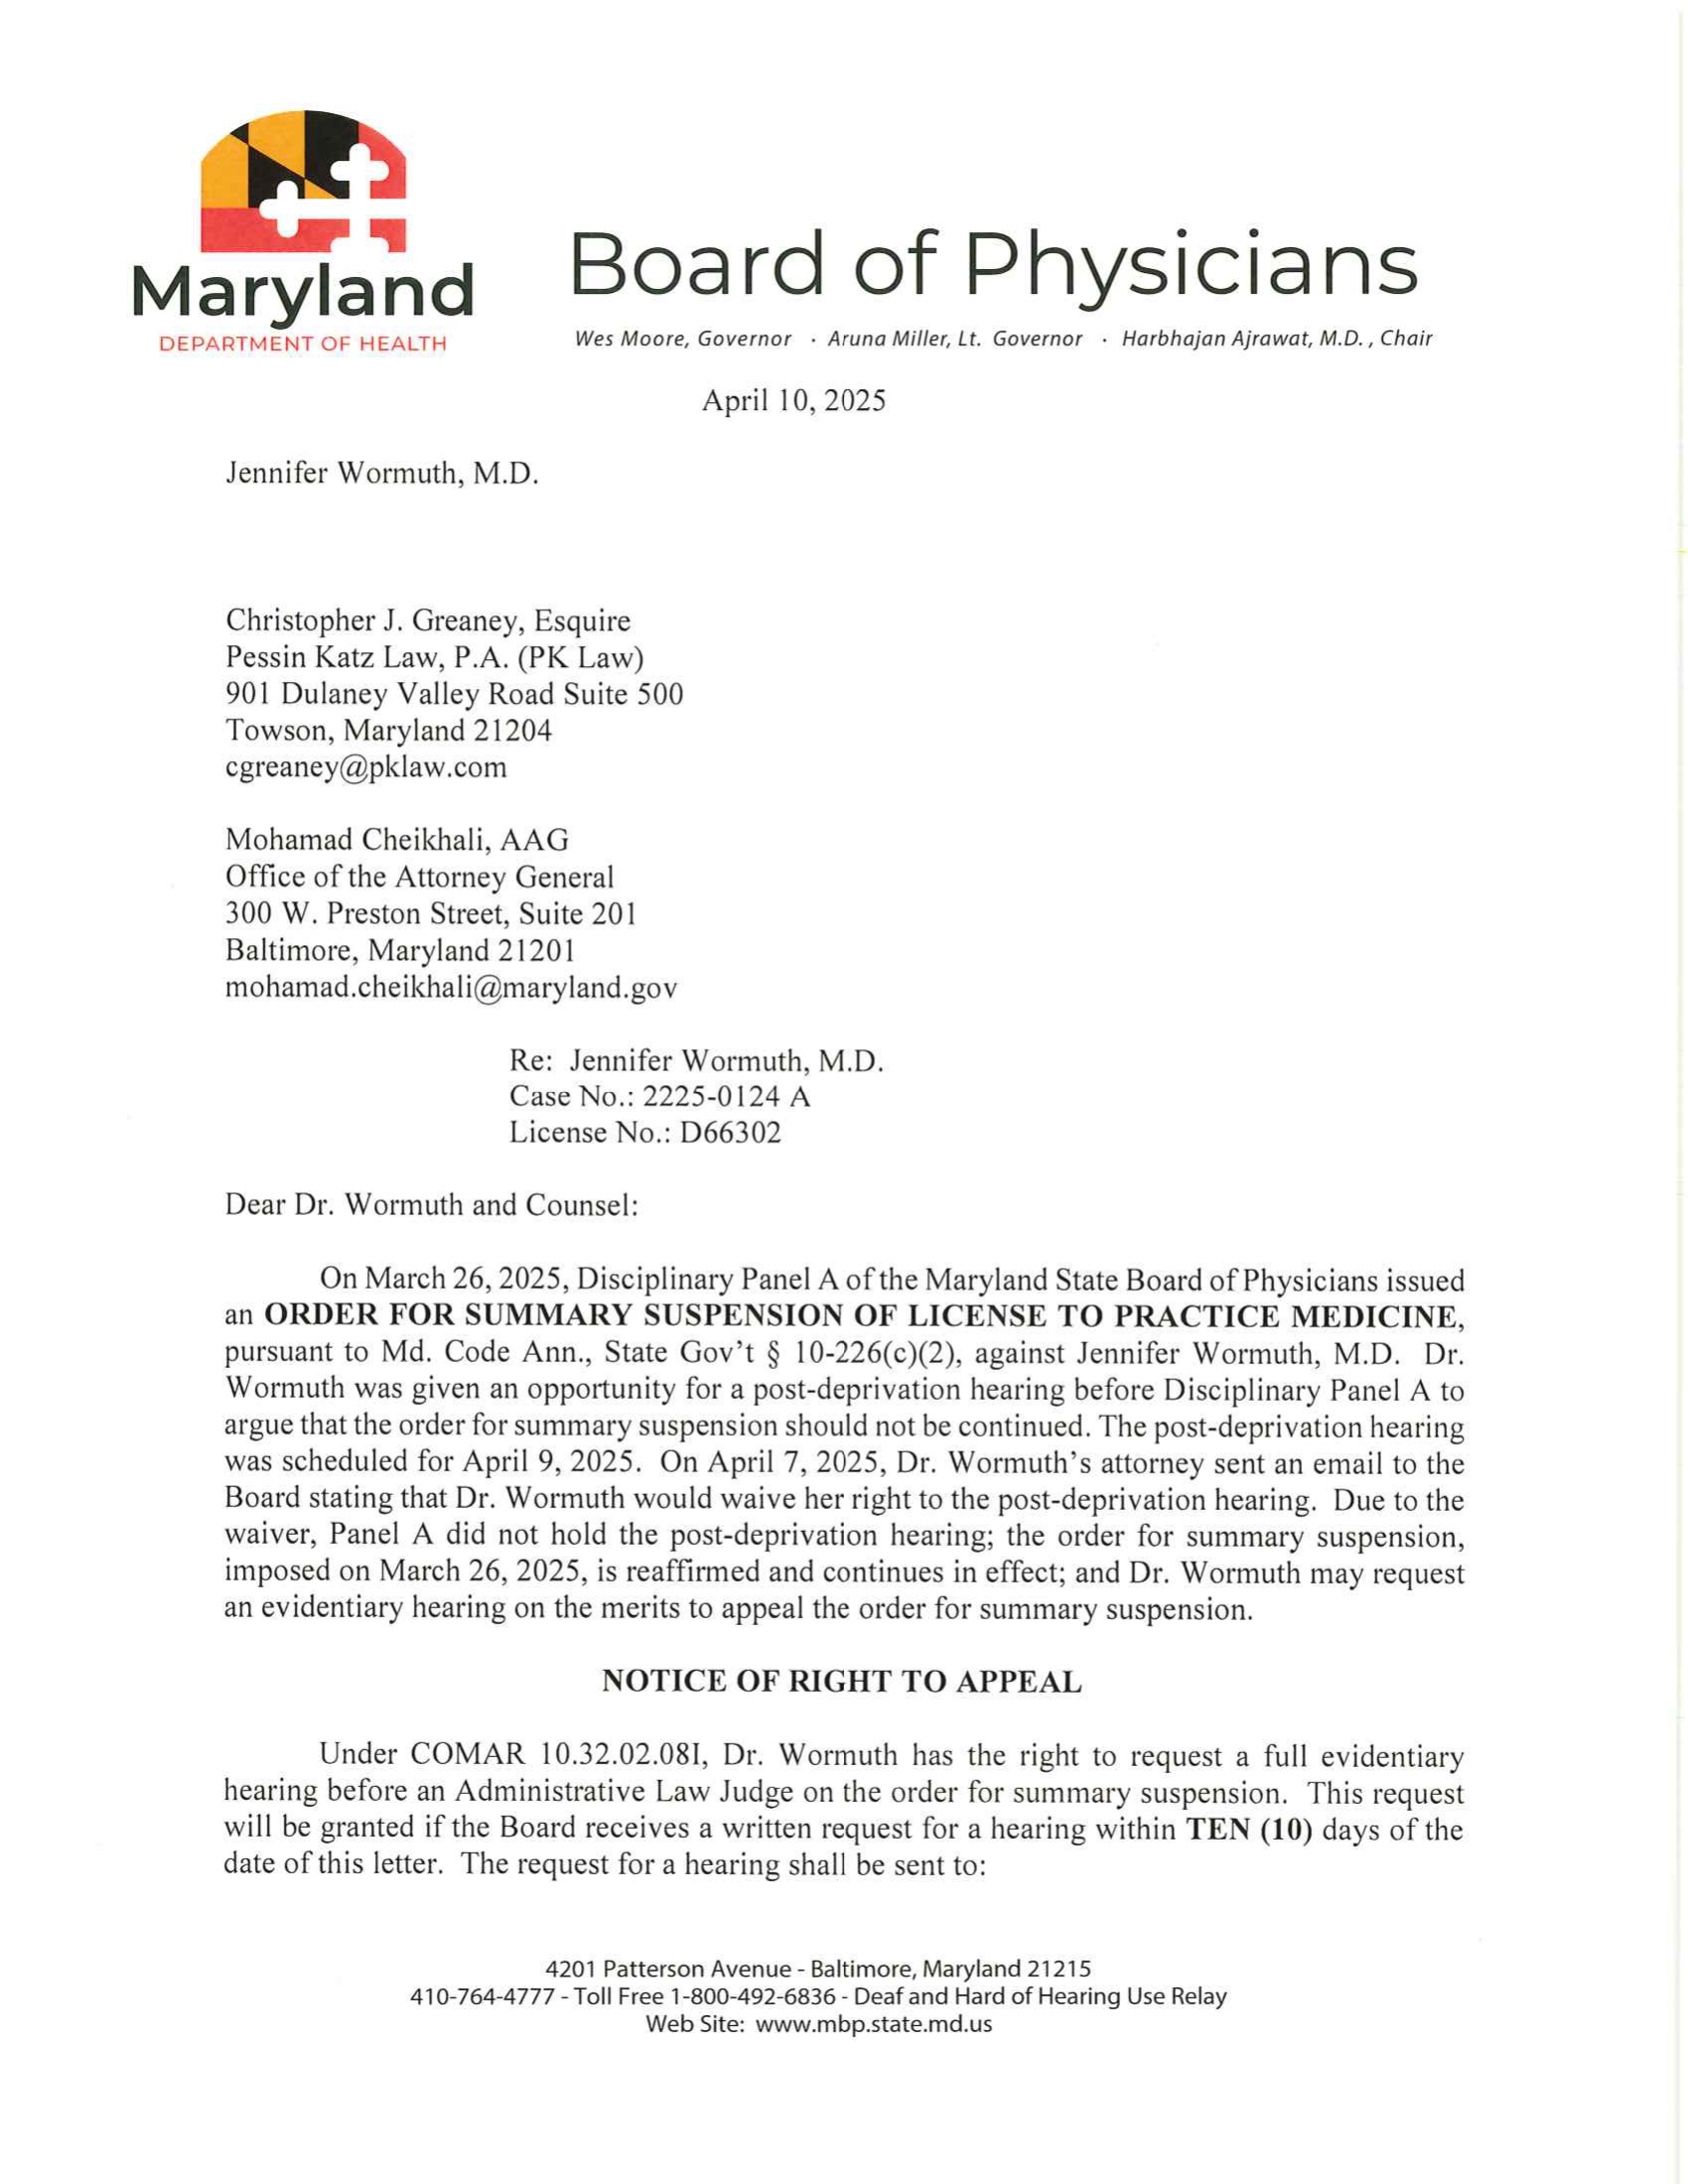 Maryland
DEPARTMENT OF HEALTH
Board of Physicians
Wes Moore, Governor · Aruna Miller, Lt. Governor · Harbhajan Ajrawat, M.D. , Chair
April 10, 2025
Jennifer Wormuth, M.D.
Christopher J. Greaney, Esquire
Pessin Katz Law, P.A. (PK Law)
901 Dulaney Valley Road Suite 500
Towson, Maryland 21204
cgreaney@pklaw.com
Mohamad Cheikhali, AAG
Office of the Attorney General
300 W. Preston Street, Suite 201
Baltimore, Maryland 21201
mohamad.cheikhali@maryland.gov
Re: Jennifer Wormuth, M.D.
Case No.: 2225-0124 A
License No.: D66302
Dear Dr. Wormuth and Counsel:
On March 26, 2025, Disciplinary Panel A of the Maryland State Board of Physicians issued
an ORDER FOR SUMMARY SUSPENSION OF LICENSE TO PRACTICE MEDICINE,
pursuant to Md. Code Ann., State Gov't § 10-226(c)(2), against Jennifer Wormuth, M.D. Dr.
Wormuth was given an opportunity for a post-deprivation hearing before Disciplinary Panel A to
argue that the order for summary suspension should not be continued. The post-deprivation hearing
was scheduled for April 9, 2025. On April 7, 2025, Dr. Wormuth's attorney sent an email to the
Board stating that Dr. Wormuth would waive her right to the post-deprivation hearing. Due to the
waiver, Panel A did not hold the post-deprivation hearing; the order for summary suspension,
imposed on March 26, 2025, is reaffirmed and continues in effect; and Dr. Wormuth may request
an evidentiary hearing on the merits to appeal the order for summary suspension.
NOTICE OF RIGHT TO APPEAL
Under COMAR 10.32.02.08I, Dr. Wormuth has the right to request a full evidentiary
hearing before an Administrative Law Judge on the order for summary suspension. This request
will be granted if the Board receives a written request for a hearing within TEN (10) days of the
date of this letter. The request for a hearing shall be sent to:
4201 Patterson Avenue - Baltimore, Maryland 21215
410-764-4777 - Toll Free 1-800-492-6836 - Deaf and Hard of Hearing Use Relay
Web Site: www.mbp.state.md.us